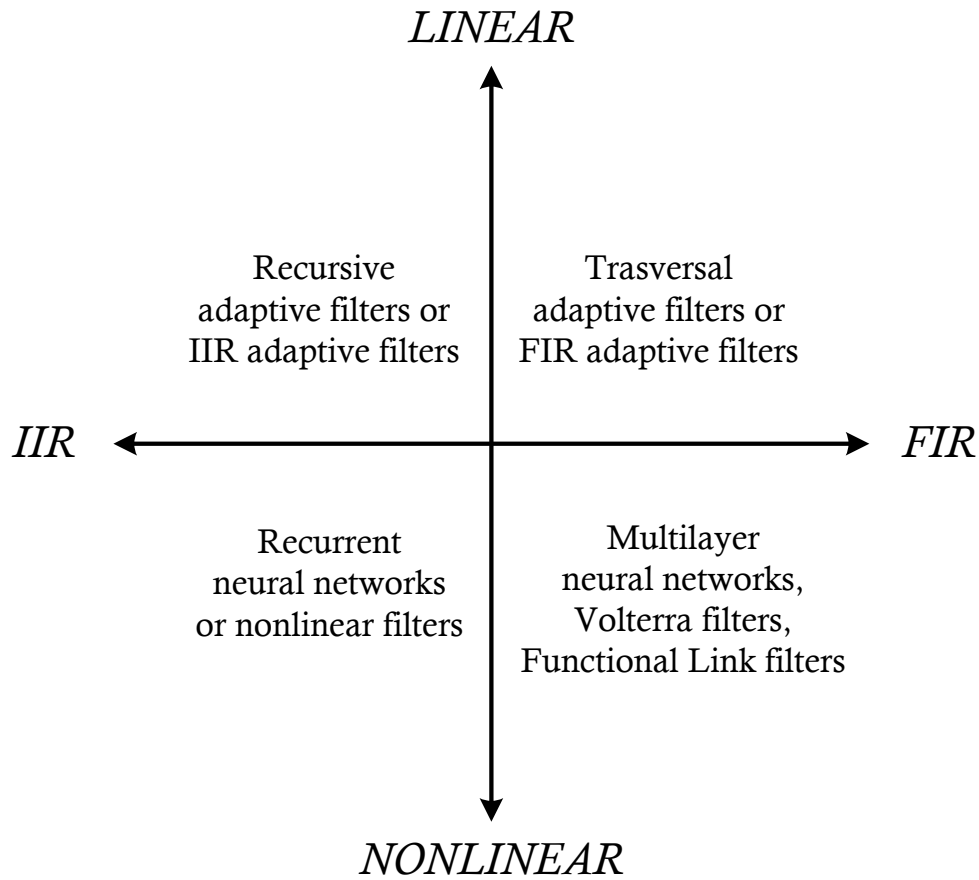 LINEAR
Recursive
adaptive filters or
IIR adaptive filters
Trasversal
adaptive filters or
FIR adaptive filters
IIR
FIR
Recurrent
neural networks
or nonlinear filters
Multilayer
neural networks,
Volterra filters,
Functional Link filters
NONLINEAR